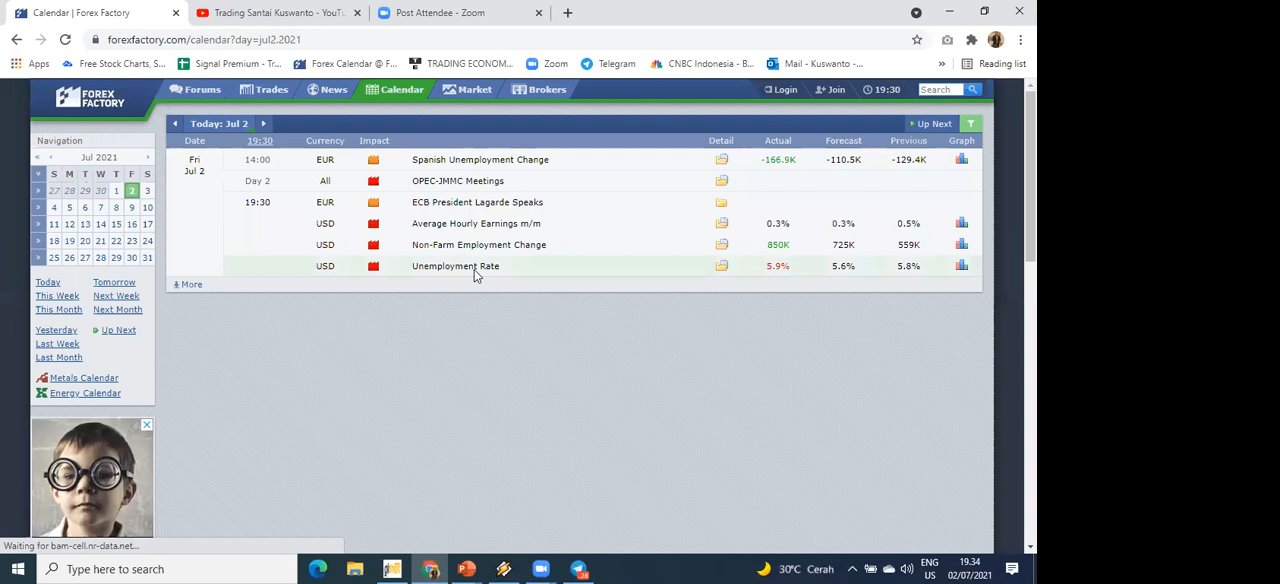 Calendar | Forex Factory
Trading Santai Kuswanto - YouTu
Post Attendee - Zoom
forexfactory.com/calendar?day=jul2.2021
Apps
Free Stock Charts, S...
Signal Premium - Tr...
Forex Calendar @ F...
TRADING ECONOM...
Zoom
Telegram
CNBC Indonesia - B...
Mail - Kuswanto -...
»
Reading list
FOREX FACTORY
Forums
Trades
News
Calendar
Market
Brokers
Login
Join
19:30
Search
Navigation
« ‹ Jul 2021 ›
S M T W T F S
27 28 29 30 1 2 3
4 5 6 7 8 9 10
11 12 13 14 15 16 17
18 19 20 21 22 23 24
25 26 27 28 29 30 31
Today Tomorrow
This Week Next Week
This Month Next Month
Yesterday Up Next
Last Week
Last Month
Metals Calendar
Energy Calendar
Today: Jul 2
Up Next
Date 19:30 Currency Impact Detail Actual Forecast Previous Graph
Fri
Jul 2
14:00 EUR Spanish Unemployment Change -166.9K -110.5K -129.4K
Day 2 All OPEC-JMMC Meetings
19:30 EUR ECB President Lagarde Speaks
USD Average Hourly Earnings m/m 0.3% 0.3% 0.5%
USD Non-Farm Employment Change 850K 725K 559K
USD Unemployment Rate 5.9% 5.6% 5.8%
More
Waiting for bam-cell.nr-data.net...
Type here to search
28
30°C Cerah
ENG
US
19.34
02/07/2021